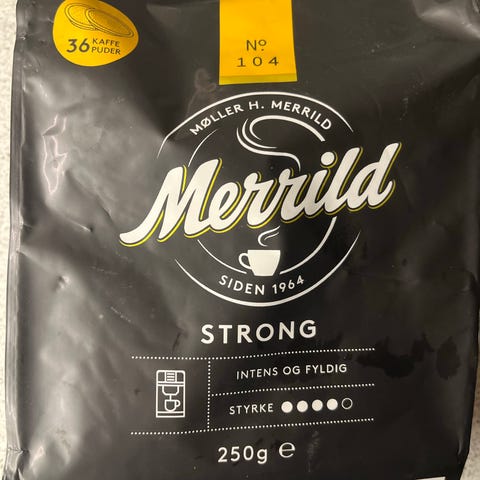 36 KAFFE
PUDER
Nº
104
MØLLER H. MERRILD
Merrild
SIDEN 1964
STRONG
INTENS OG FYLDIG
STYRKE
250g e